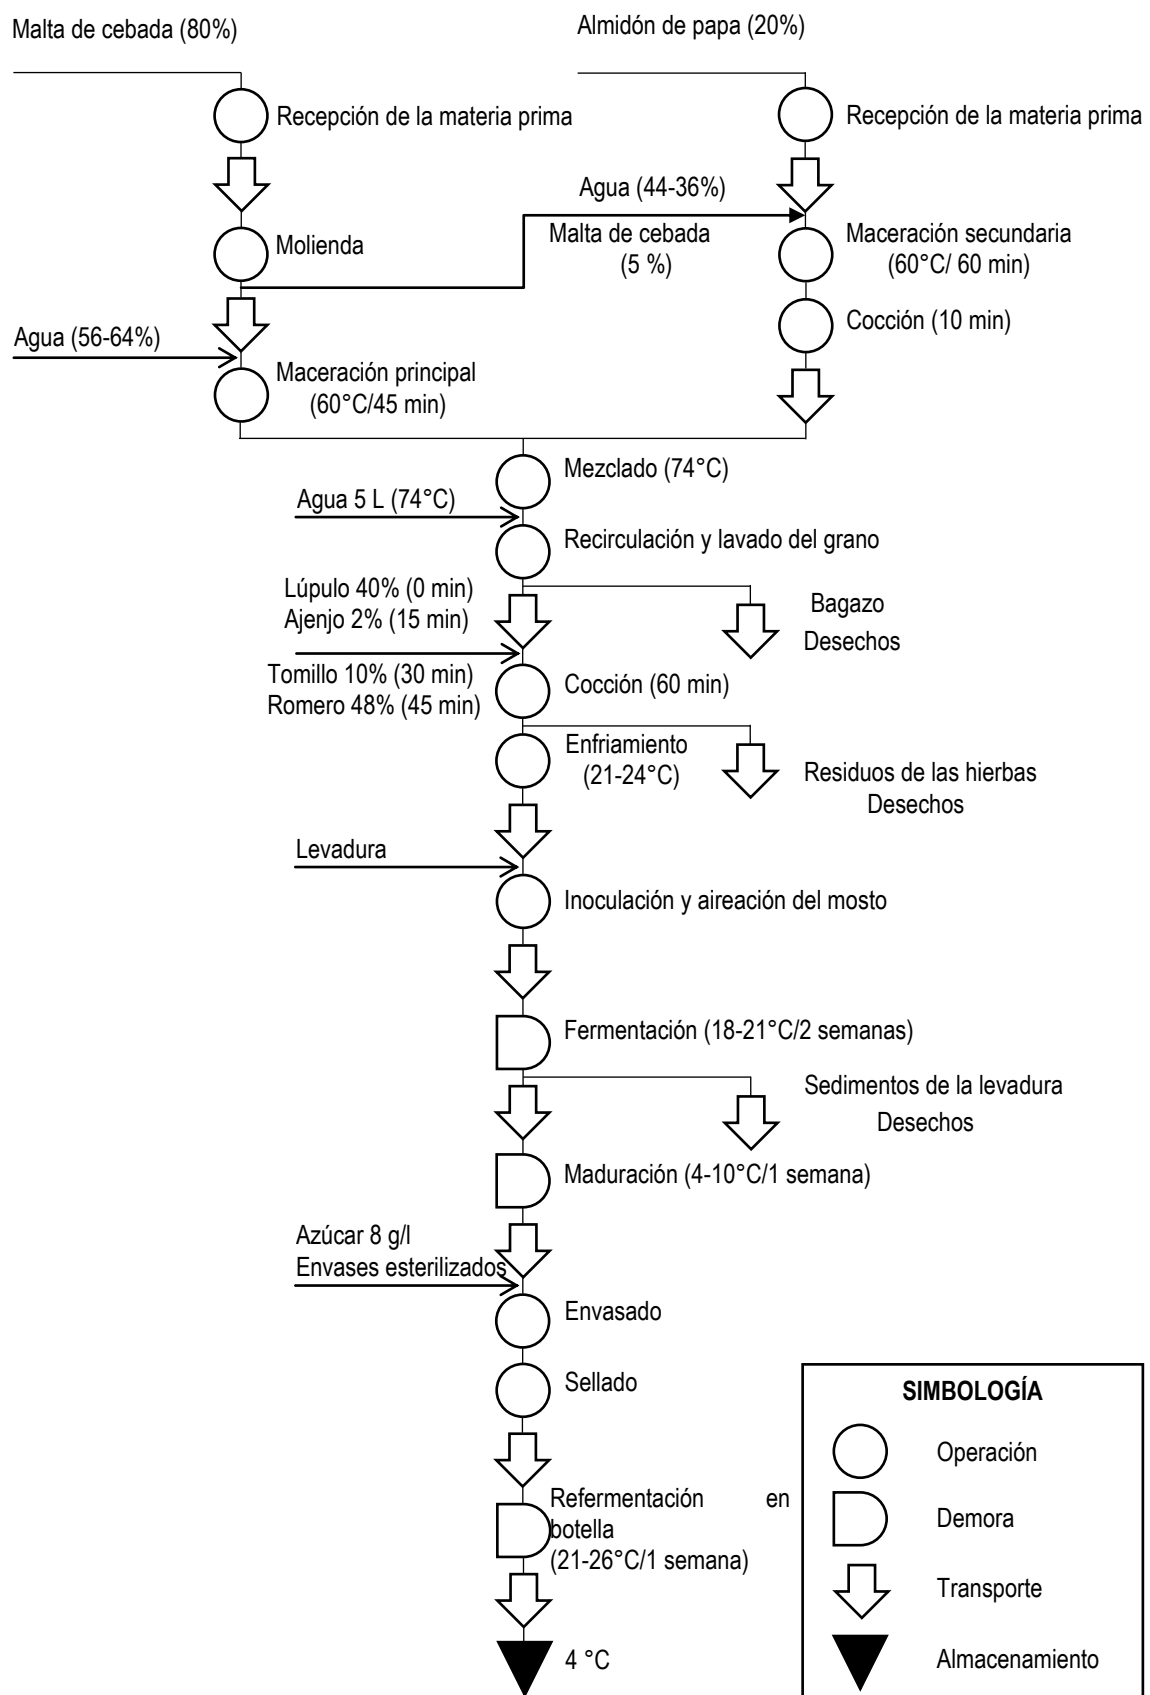 Malta de cebada (80%)
Almidón de papa (20%)
Recepción de la materia prima
Recepción de la materia prima
Agua (44-36%)
Malta de cebada
(5 %)
Molienda
Maceración secundaria
(60°C/ 60 min)
Cocción (10 min)
Agua (56-64%)
Maceración principal
(60°C/45 min)
Mezclado (74°C)
Agua 5 L (74°C)
Recirculación y lavado del grano
Lúpulo 40% (0 min)
Ajenjo 2% (15 min)
Bagazo
Desechos
Tomillo 10% (30 min)
Romero 48% (45 min)
Cocción (60 min)
Enfriamiento
(21-24°C)
Residuos de las hierbas
Desechos
Levadura
Inoculación y aireación del mosto
Fermentación (18-21°C/2 semanas)
Sedimentos de la levadura
Desechos
Maduración (4-10°C/1 semana)
Azúcar 8 g/l
Envases esterilizados
Envasado
Sellado
Refermentación en
botella
(21-26°C/1 semana)
4 °C
SIMBOLOGÍA
Operación
Demora
Transporte
Almacenamiento